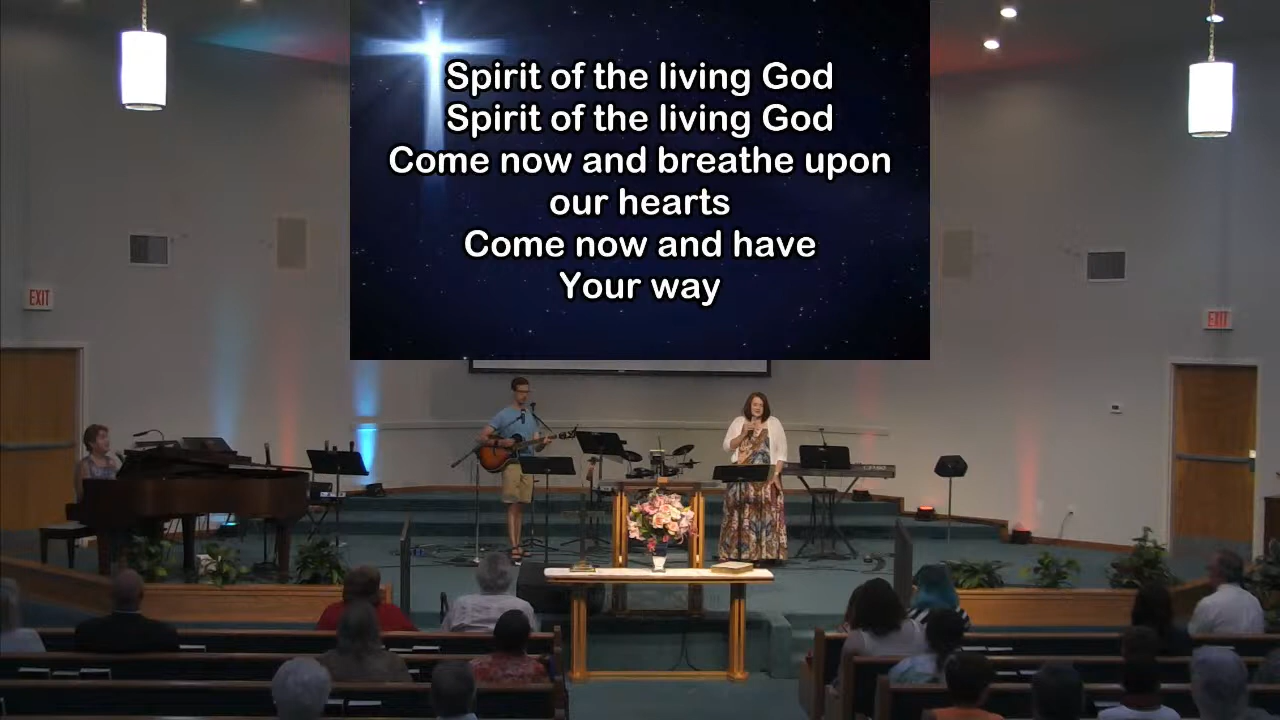 Spirit of the living God
Spirit of the living God
Come now and breathe upon
our hearts
Come now and have
Your way
EXIT
EXIT